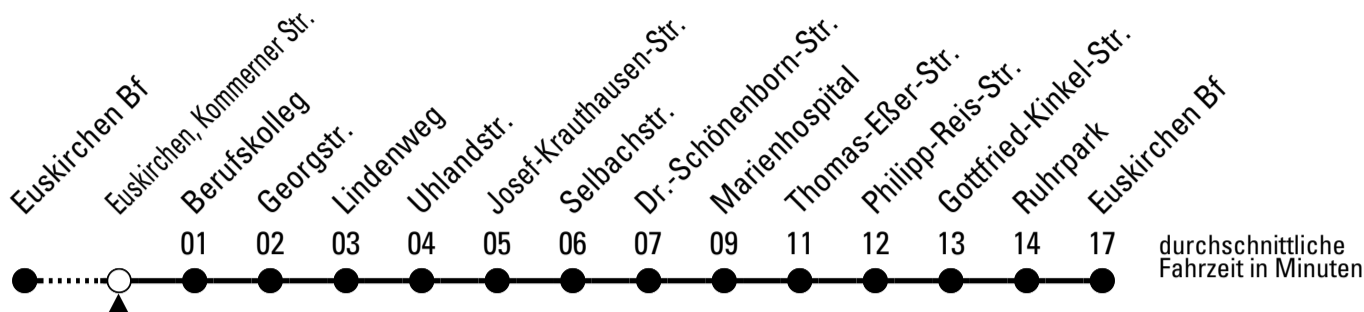 Euskirchen Bf
Euskirchen, Kommerner Str.
Berufskolleg
Georgstr.
Lindenweg
Uhlandstr.
Josef-Krauthausen-Str.
Selbachstr.
Dr.-Schönenborn-Str.
Marienhospital
Thomas-Eßer-Str.
Philipp-Reis-Str.
Gottfried-Kinkel-Str.
Ruhrpark
Euskirchen Bf
01 02 03 04 05 06 07 09 11 12 13 14 17
durchschnittliche
Fahrzeit in Minuten